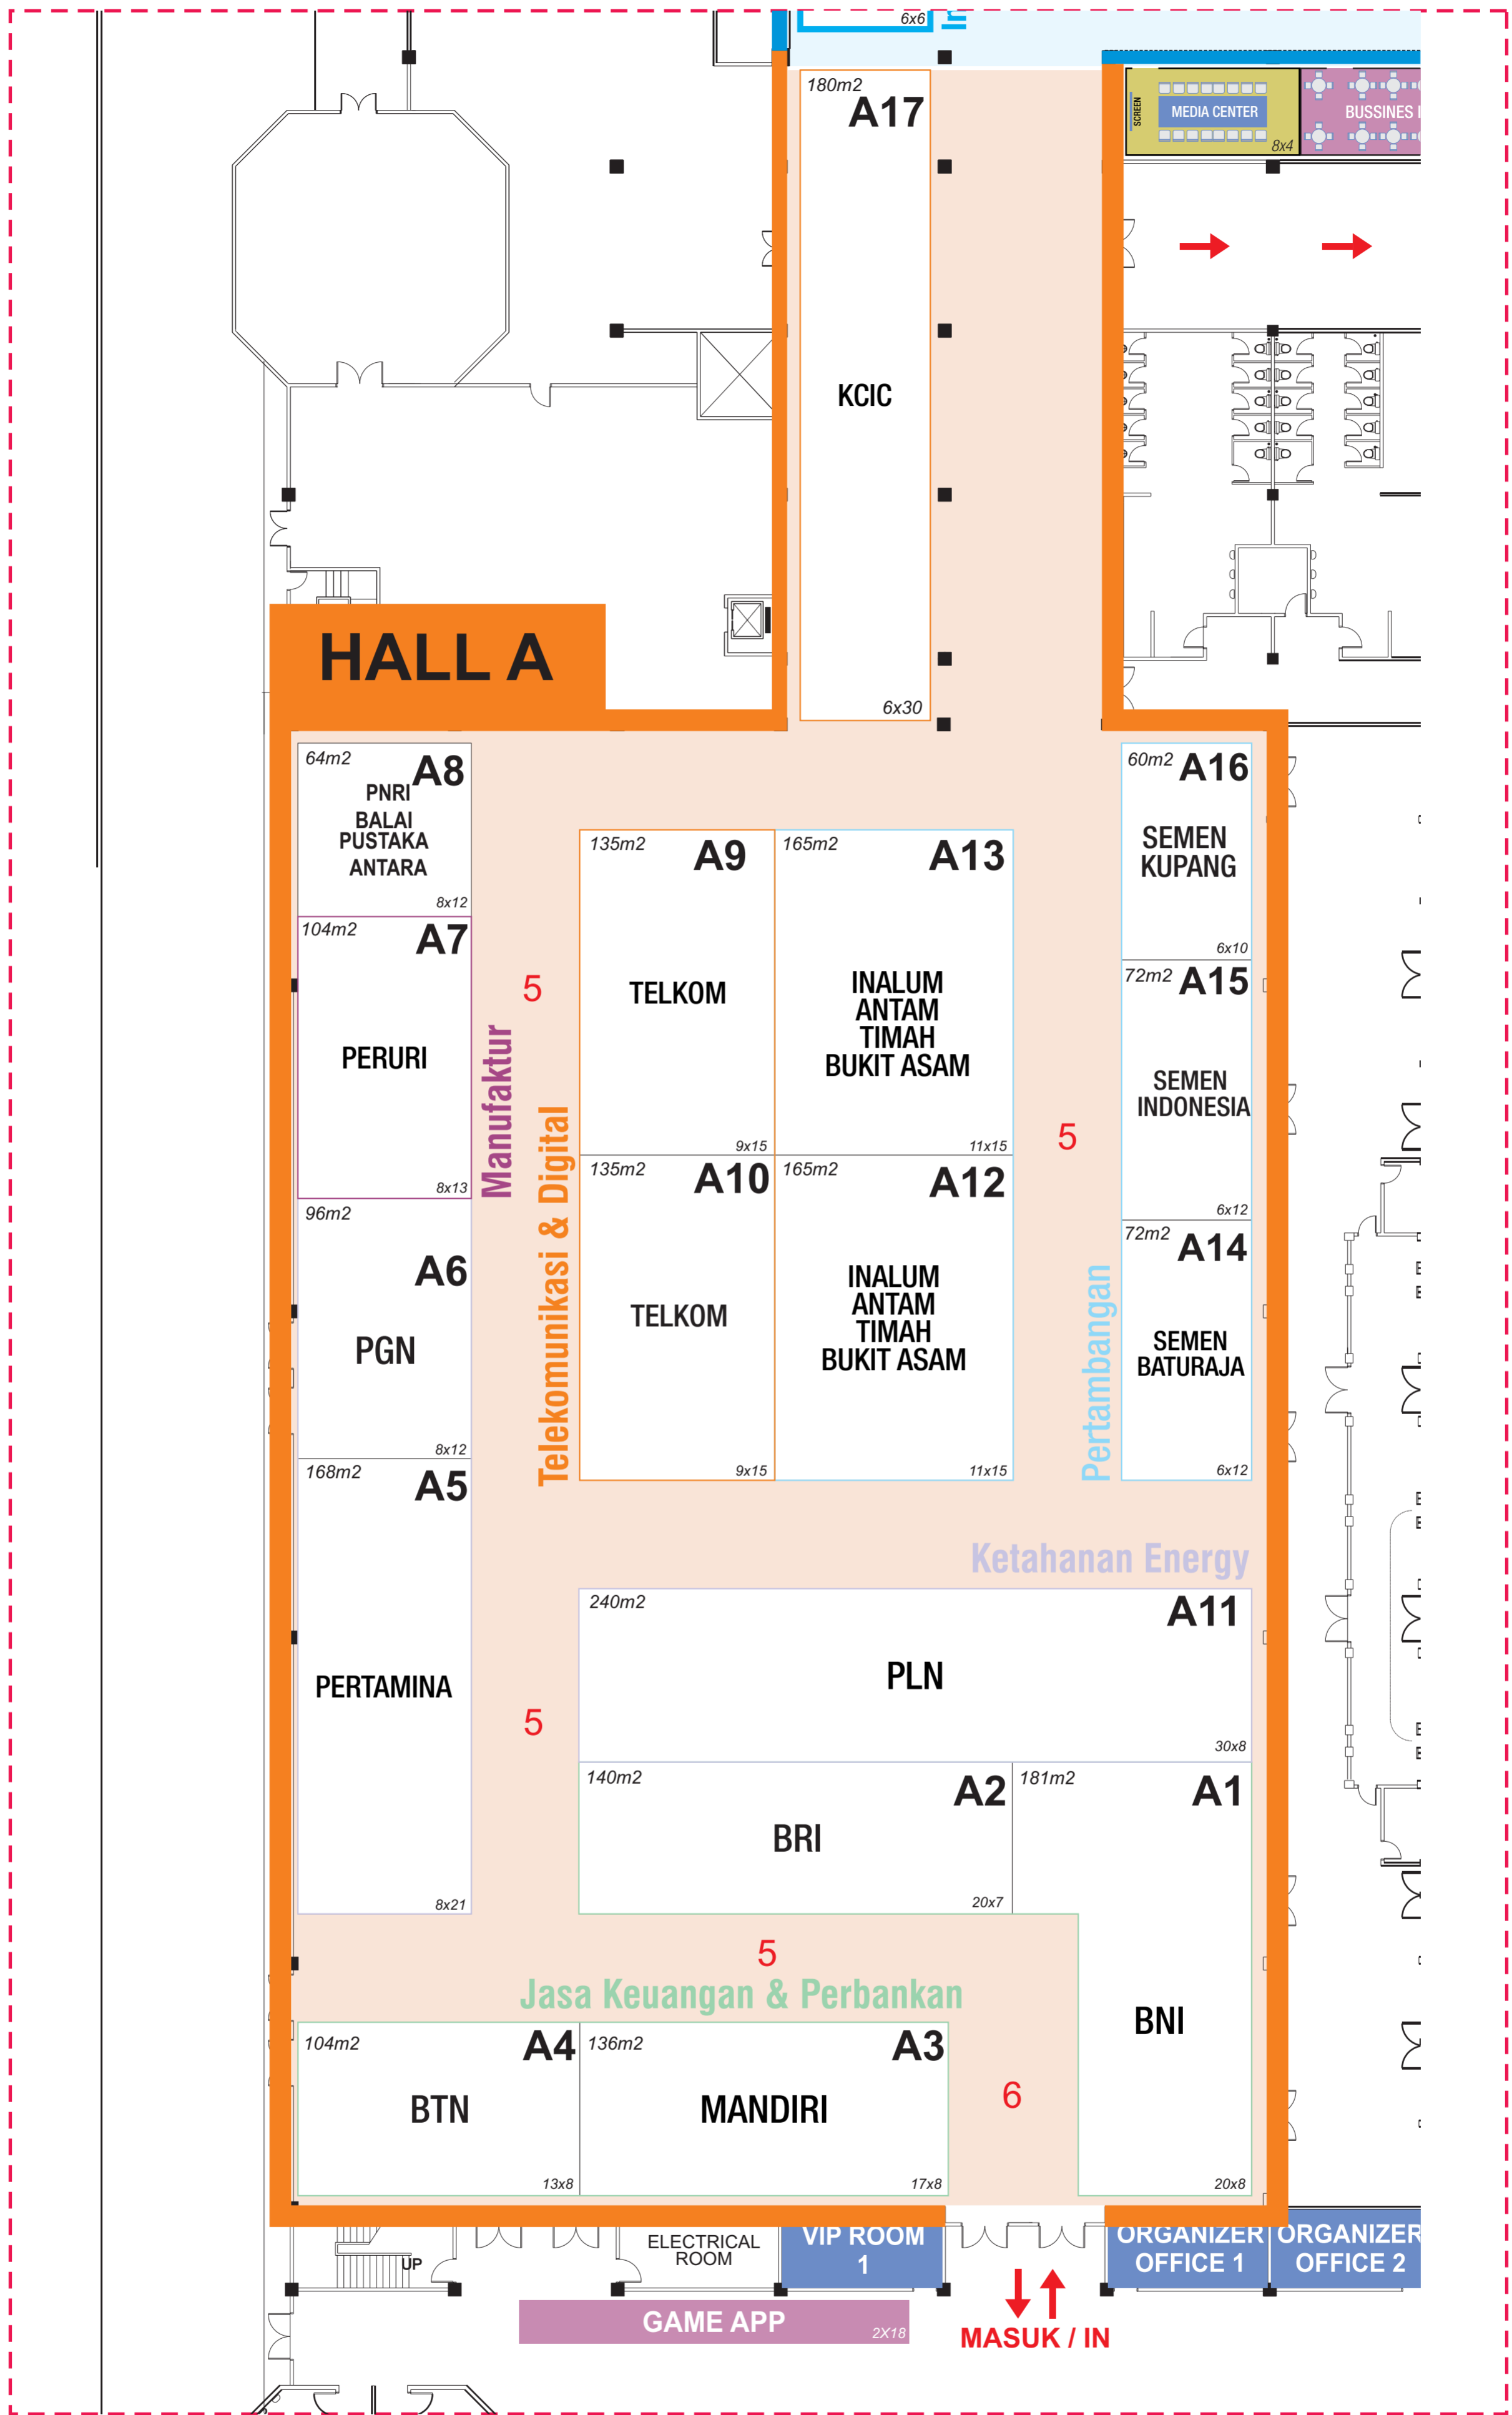 6x6
180m2
A17
KCIC
6x30
SCREEN
MEDIA CENTER
8x4
BUSSINES
HALL A
64m2
A8
PNRI
BALAI
PUSTAKA
ANTARA
8x12
104m2
A7
PERURI
8x13
96m2
A6
PGN
8x12
168m2
A5
PERTAMINA
8x21
Manufaktur
5
Telekomunikasi & Digital
135m2
A9
TELKOM
9x15
165m2
A13
INALUM
ANTAM
TIMAH
BUKIT ASAM
11x15
135m2
A10
TELKOM
9x15
165m2
A12
INALUM
ANTAM
TIMAH
BUKIT ASAM
11x15
5
Pertambangan
60m2
A16
SEMEN
KUPANG
6x10
72m2
A15
SEMEN
INDONESIA
6x12
72m2
A14
SEMEN
BATURAJA
6x12
Ketahanan Energy
240m2
A11
PLN
30x8
5
140m2
A2
BRI
20x7
181m2
A1
BNI
20x8
5
Jasa Keuangan & Perbankan
104m2
A4
BTN
13x8
136m2
A3
MANDIRI
17x8
6
UP
ELECTRICAL
ROOM
VIP ROOM
1
ORGANIZER
OFFICE 1
ORGANIZER
OFFICE 2
GAME APP
2X18
MASUK / IN